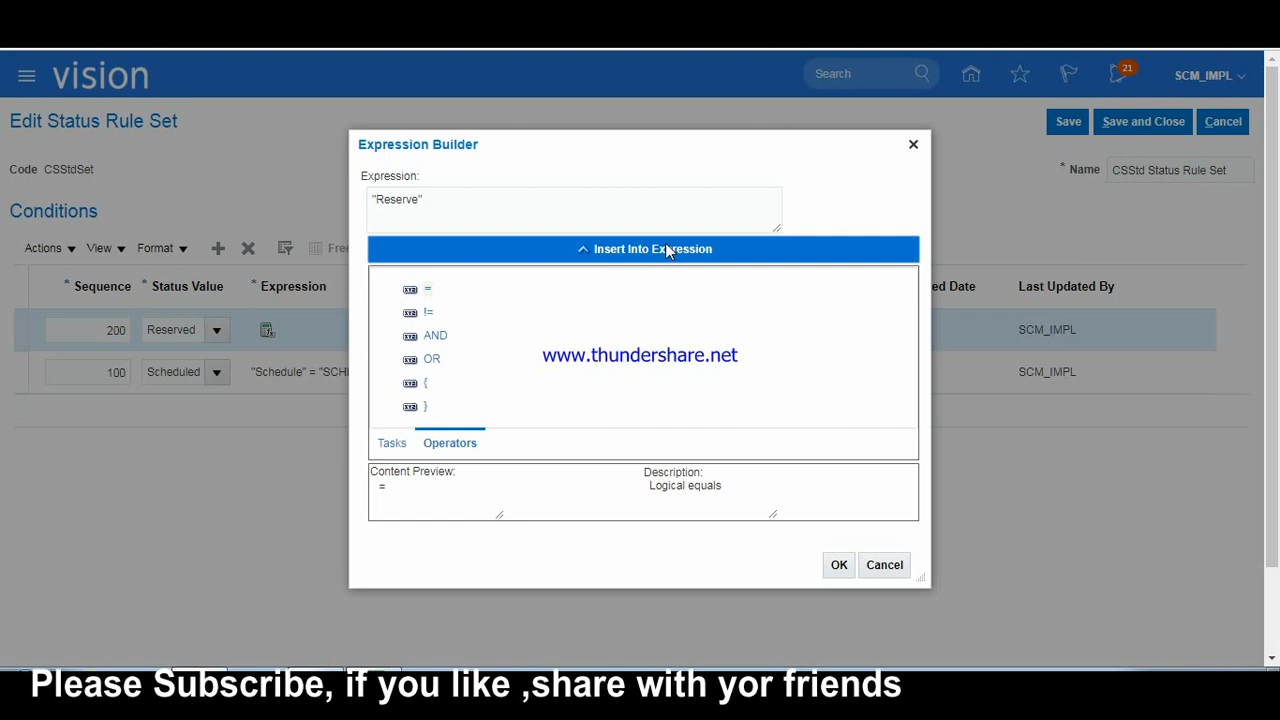 vision
Search
21
SCM_IMPL
Edit Status Rule Set
Save
Save and Close
Cancel
Code CSStdSet
* Name CSStd Status Rule Set
Conditions
Actions View Format
* Sequence * Status Value * Expression
ed Date Last Updated By
200 Reserved
SCM_IMPL
100 Scheduled "Schedule" = "SCH
SCM_IMPL
Expression Builder
Expression:
"Reserve"
Insert Into Expression
=
!=
AND
OR
{
}
www.thundershare.net
Tasks Operators
Content Preview:
=
Description:
Logical equals
OK Cancel
Please Subscribe, if you like ,share with yor friends